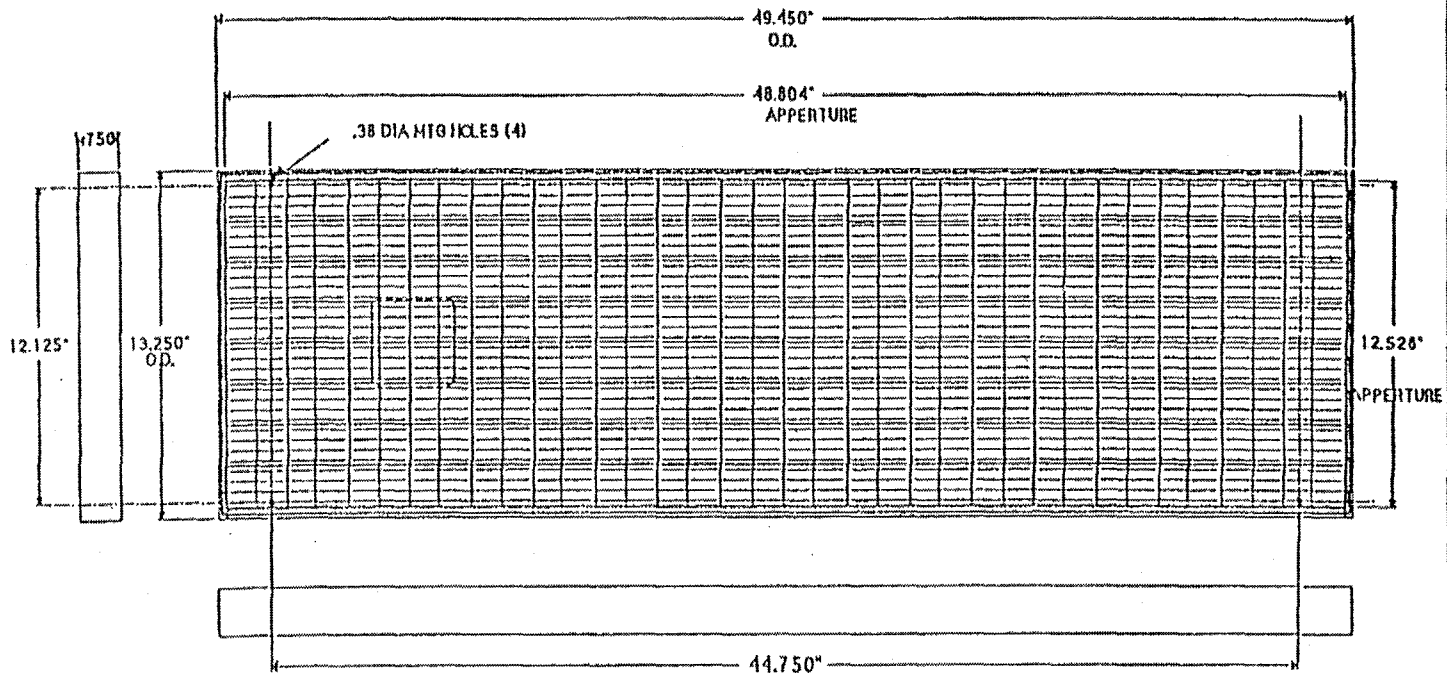 49.450"
O.D.
48.804"
APPERTURE
.750
.38 DIA MTG HOLES (4)
12.125"
13.250"
O.D.
12.526"
APPERTURE
44.750"